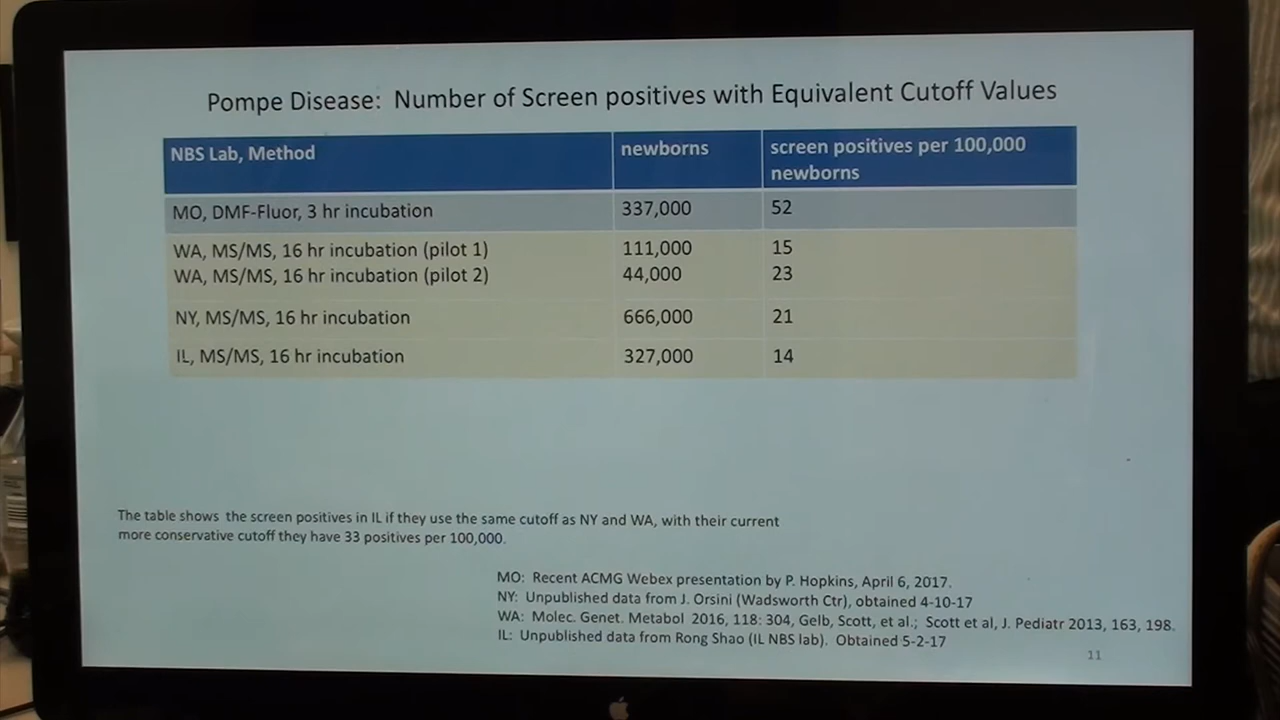 Pompe Disease: Number of Screen positives with Equivalent Cutoff Values
NBS Lab, Method newborns screen positives per 100,000 newborns
MO, DMF-Fluor, 3 hr incubation 337,000 52
WA, MS/MS, 16 hr incubation (pilot 1) 111,000 15
WA, MS/MS, 16 hr incubation (pilot 2) 44,000 23
NY, MS/MS, 16 hr incubation 666,000 21
IL, MS/MS, 16 hr incubation 327,000 14
The table shows the screen positives in IL if they use the same cutoff as NY and WA, with their current
more conservative cutoff they have 33 positives per 100,000.
MO: Recent ACMG Webex presentation by P. Hopkins, April 6, 2017.
NY: Unpublished data from J. Orsini (Wadsworth Ctr), obtained 4-10-17
WA: Molec. Genet. Metabol 2016, 118: 304, Gelb, Scott, et al.; Scott et al, J. Pediatr 2013, 163, 198.
IL: Unpublished data from Rong Shao (IL NBS lab). Obtained 5-2-17
11